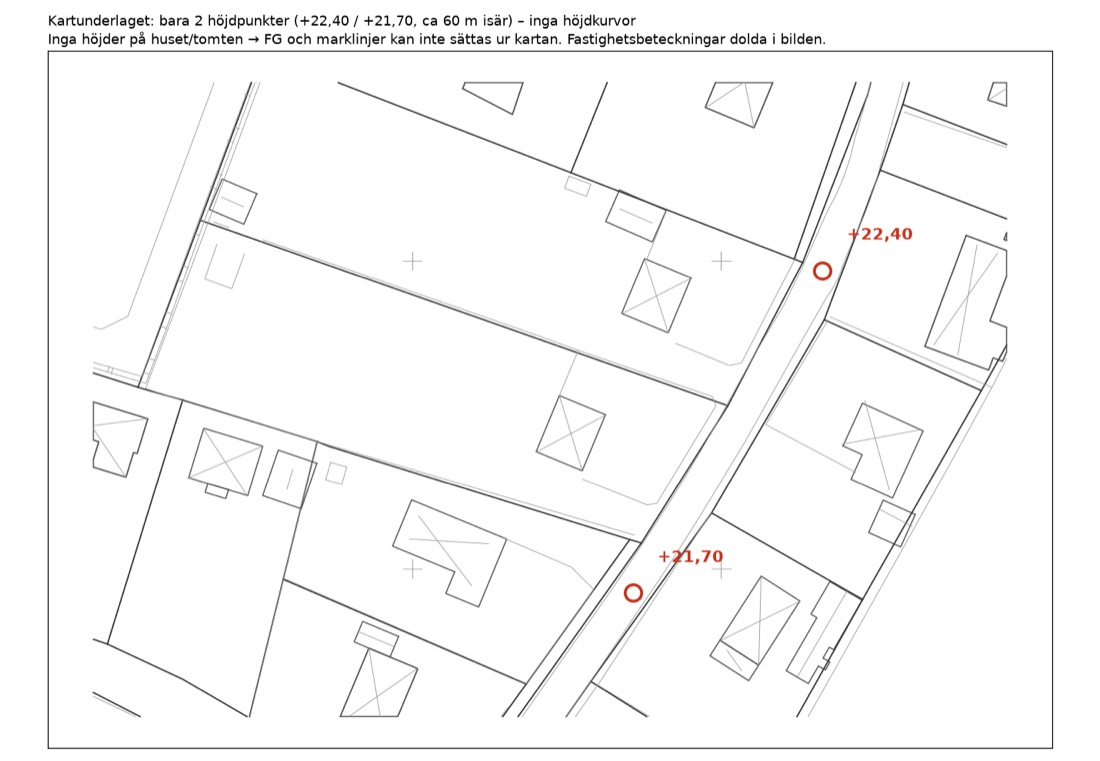 Kartunderlaget: bara 2 höjdpunkter (+22,40 / +21,70, ca 60 m isär) – inga höjdkurvor
Inga höjder på huset/tomten → FG och marklinjer kan inte sättas ur kartan. Fastighetsbeteckningar dolda i bilden.
+22,40
+21,70